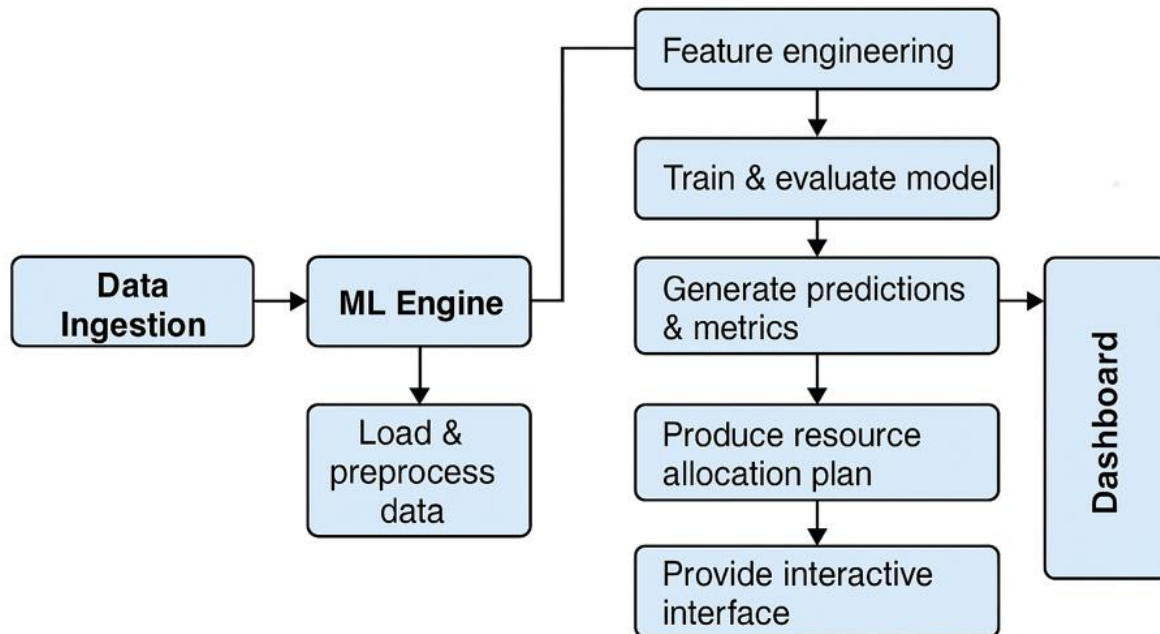 Feature engineering
Train & evaluate model
Data
Ingestion
ML Engine
Generate predictions
& metrics
Load &
preprocess
data
Produce resource
allocation plan
Provide interactive
interface
Dashboard